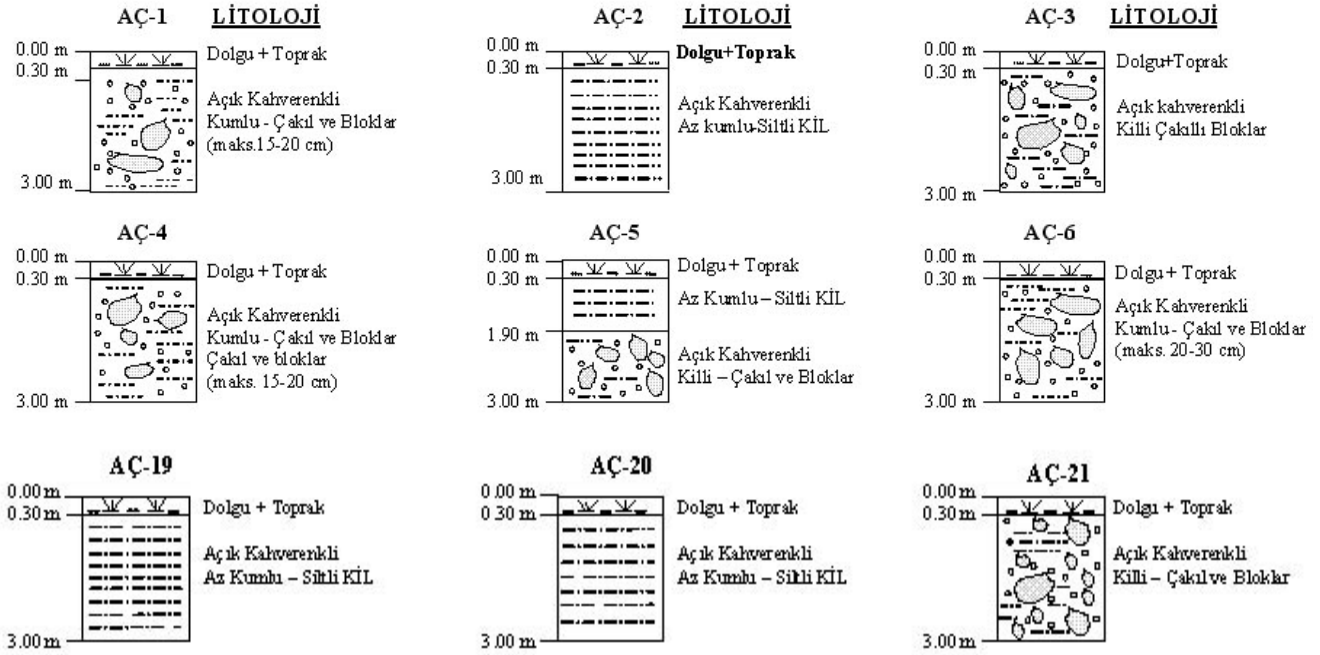 AÇ-1 LİTOLOJİ
0.00 m
0.30 m
3.00 m
Dolgu + Toprak
Açık Kahverenkli
Kumlu - Çakıl ve Bloklar
(maks.15-20 cm)
AÇ-2 LİTOLOJİ
0.00 m
0.30 m
3.00 m
Dolgu+Toprak
Açık Kahverenkli
Az kumlu-Siltli KİL
AÇ-3 LİTOLOJİ
0.00 m
0.30 m
3.00 m
Dolgu+Toprak
Açık kahverenkli
Killi Çakıllı Bloklar
AÇ-4
0.00 m
0.30 m
3.00 m
Dolgu + Toprak
Açık Kahverenkli
Kumlu - Çakıl ve Bloklar
Çakıl ve bloklar
(maks. 15-20 cm)
AÇ-5
0.00 m
0.30 m
1.90 m
3.00 m
Dolgu + Toprak
Az Kumlu – Siltli KİL
Açık Kahverenkli
Killi – Çakıl ve Bloklar
AÇ-6
0.00 m
0.30 m
3.00 m
Dolgu + Toprak
Açık Kahverenkli
Kumlu - Çakıl ve Bloklar
(maks. 20-30 cm)
AÇ-19
0.00 m
0.30 m
3.00 m
Dolgu + Toprak
Açık Kahverenkli
Az Kumlu – Siltli KİL
AÇ-20
0.00 m
0 30 m
3.00 m
Dolgu + Toprak
Açık Kahverenkli
Az Kumlu – Siltli KİL
AÇ-21
0.00 m
0.30 m
3.00 m
Dolgu + Toprak
Açık Kahverenkli
Killi – Çakıl ve Bloklar